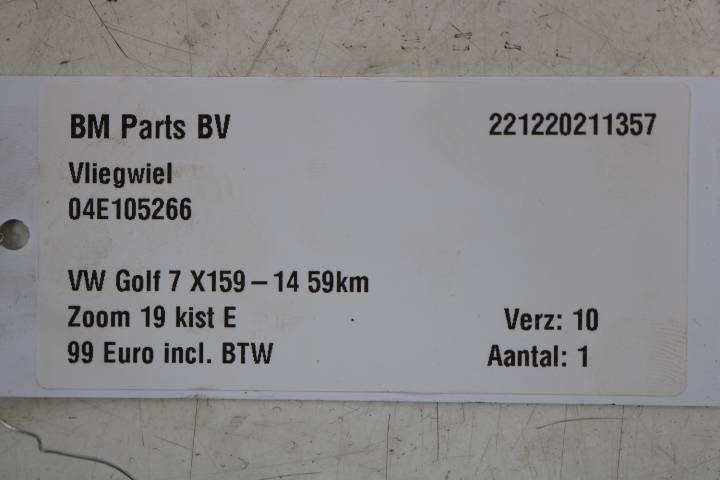 BM Parts BV 221220211357
Vliegwiel
04E105266
VW Golf 7 X159 – 14 59km
Zoom 19 kist E Verz: 10
99 Euro incl. BTW Aantal: 1